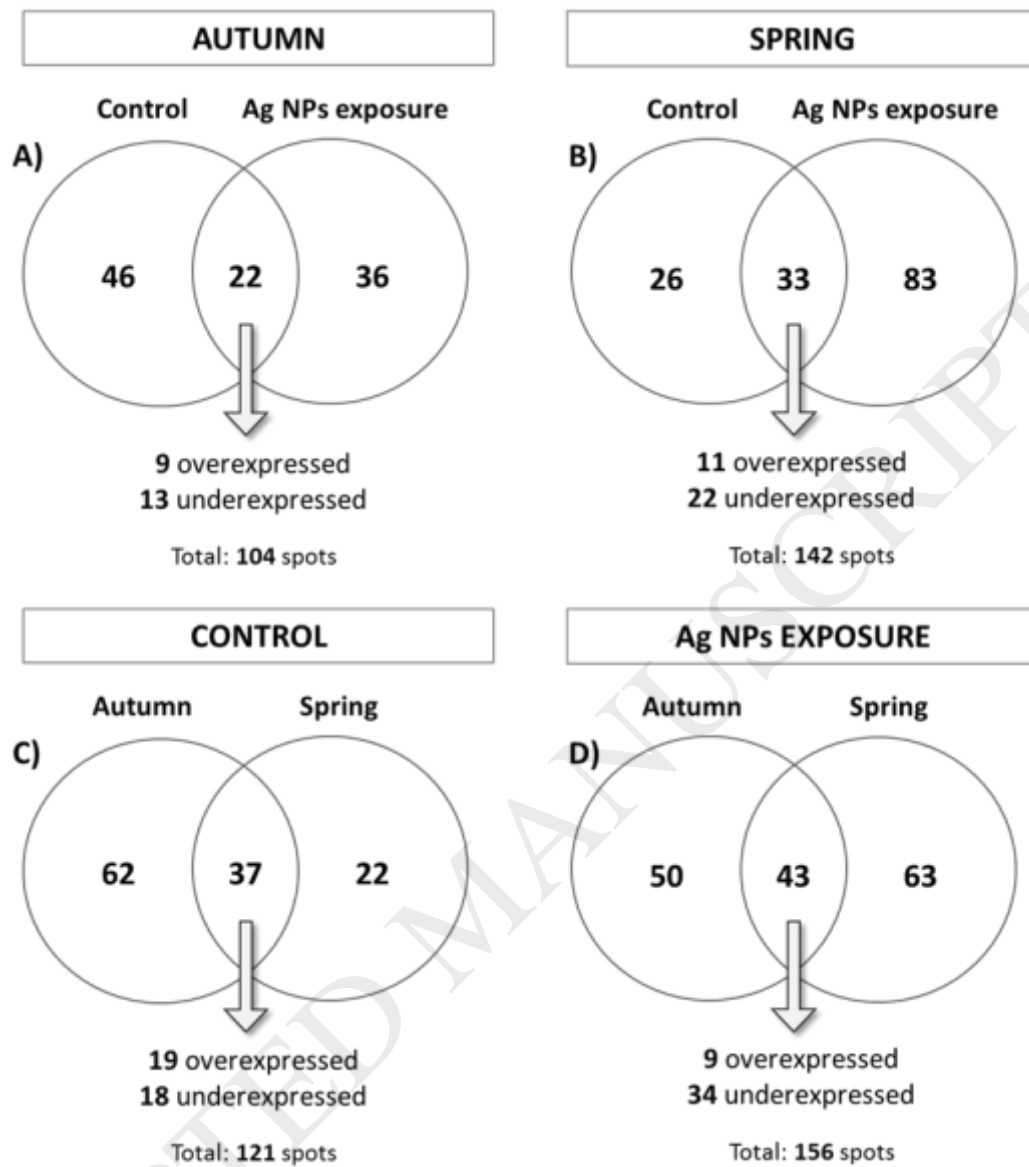 AUTUMN
Control Ag NPs exposure
A)
46 22 36
9 overexpressed
13 underexpressed
Total: 104 spots
SPRING
Control Ag NPs exposure
B)
26 33 83
11 overexpressed
22 underexpressed
Total: 142 spots
CONTROL
Autumn Spring
C)
62 37 22
19 overexpressed
18 underexpressed
Total: 121 spots
Ag NPs EXPOSURE
Autumn Spring
D)
50 43 63
9 overexpressed
34 underexpressed
Total: 156 spots
TED MANUSCRIPT